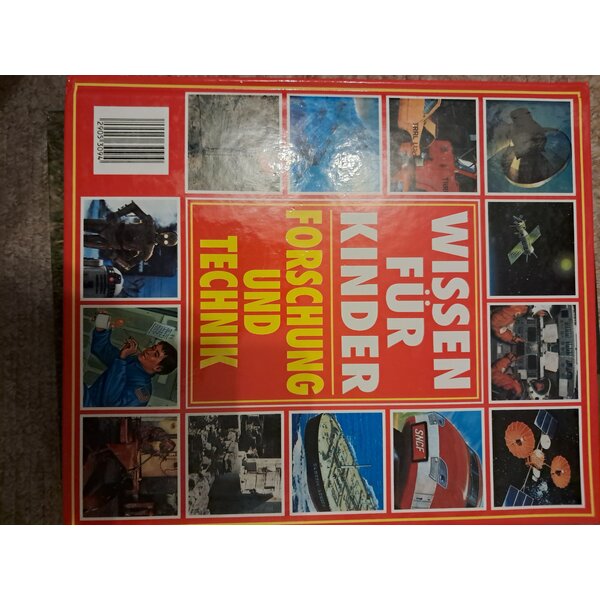 WISSEN
FÜR
KINDER
FORSCHUNG
UND
TECHNIK
SNCF